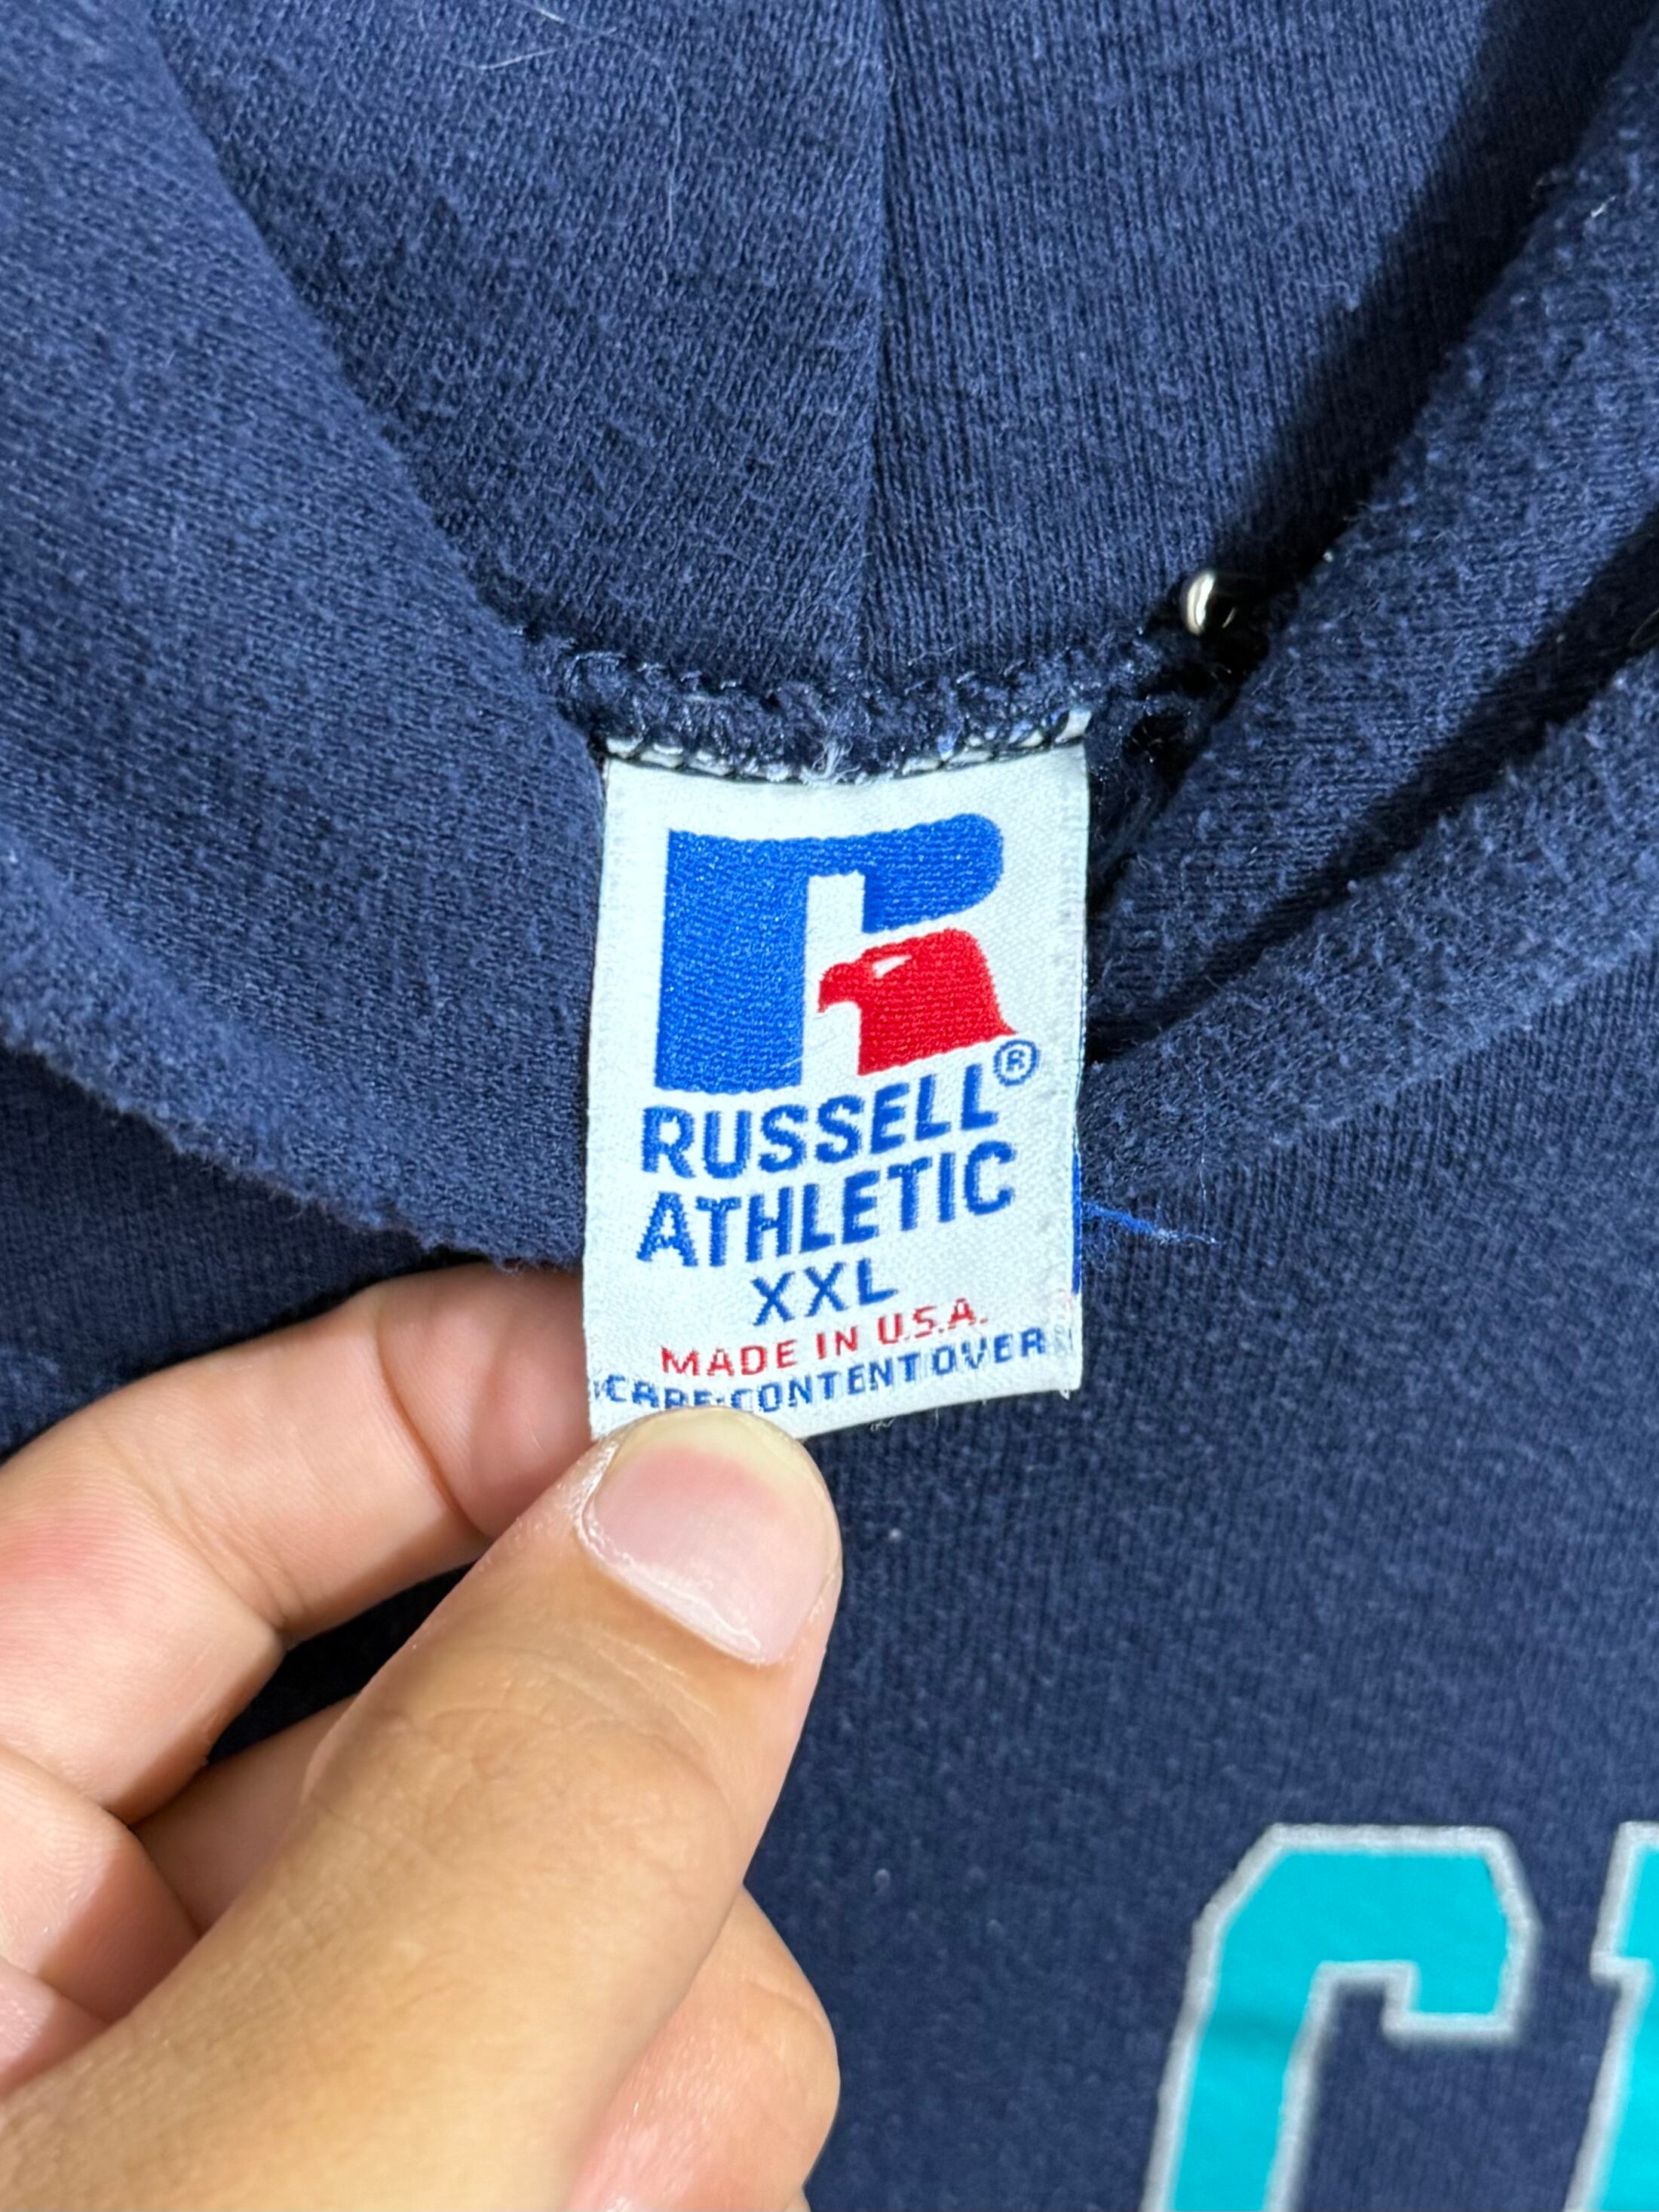 RUSSELL®
ATHLETIC
XXL
MADE IN U.S.A.
CARE·CONTENT OVER
C